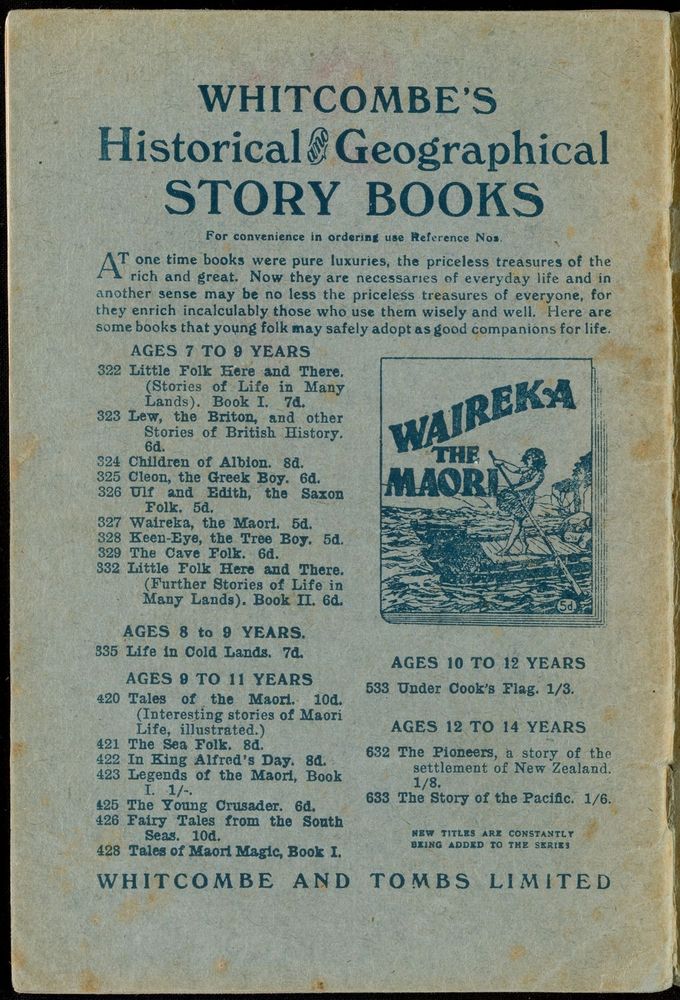 WHITCOMBE'S
Historical AND Geographical
STORY BOOKS
For convenience in ordering use Reference Nos.
AT one time books were pure luxuries, the priceless treasures of the
rich and great. Now they are necessaries of everyday life and in
another sense may be no less the priceless treasures of everyone, for
they enrich incalculably those who use them wisely and well. Here are
some books that young folk may safely adopt as good companions for life.
AGES 7 TO 9 YEARS
322 Little Folk Here and There.
(Stories of Life in Many
Lands). Book I. 7d.
323 Lew, the Briton, and other
Stories of British History.
6d.
324 Children of Albion. 8d.
325 Cleon, the Greek Boy. 6d.
326 Ulf and Edith, the Saxon
Folk. 5d.
327 Waireka, the Maori. 5d.
328 Keen-Eye, the Tree Boy. 5d.
329 The Cave Folk. 6d.
332 Little Folk Here and There.
(Further Stories of Life in
Many Lands). Book II. 6d.
AGES 8 to 9 YEARS.
335 Life in Cold Lands. 7d.
AGES 9 TO 11 YEARS
420 Tales of the Maori. 10d.
(Interesting stories of Maori
Life, illustrated.)
421 The Sea Folk. 8d.
422 In King Alfred's Day. 8d.
423 Legends of the Maori, Book
I. 1/-.
425 The Young Crusader. 6d.
426 Fairy Tales from the South
Seas. 10d.
428 Tales of Maori Magic, Book I.
WAIREKA
THE
MAORI
5d
AGES 10 TO 12 YEARS
533 Under Cook's Flag. 1/3.
AGES 12 TO 14 YEARS
632 The Pioneers, a story of the
settlement of New Zealand.
1/8.
633 The Story of the Pacific. 1/6.
NEW TITLES ARE CONSTANTLY
BEING ADDED TO THE SERIES
WHITCOMBE AND TOMBS LIMITED